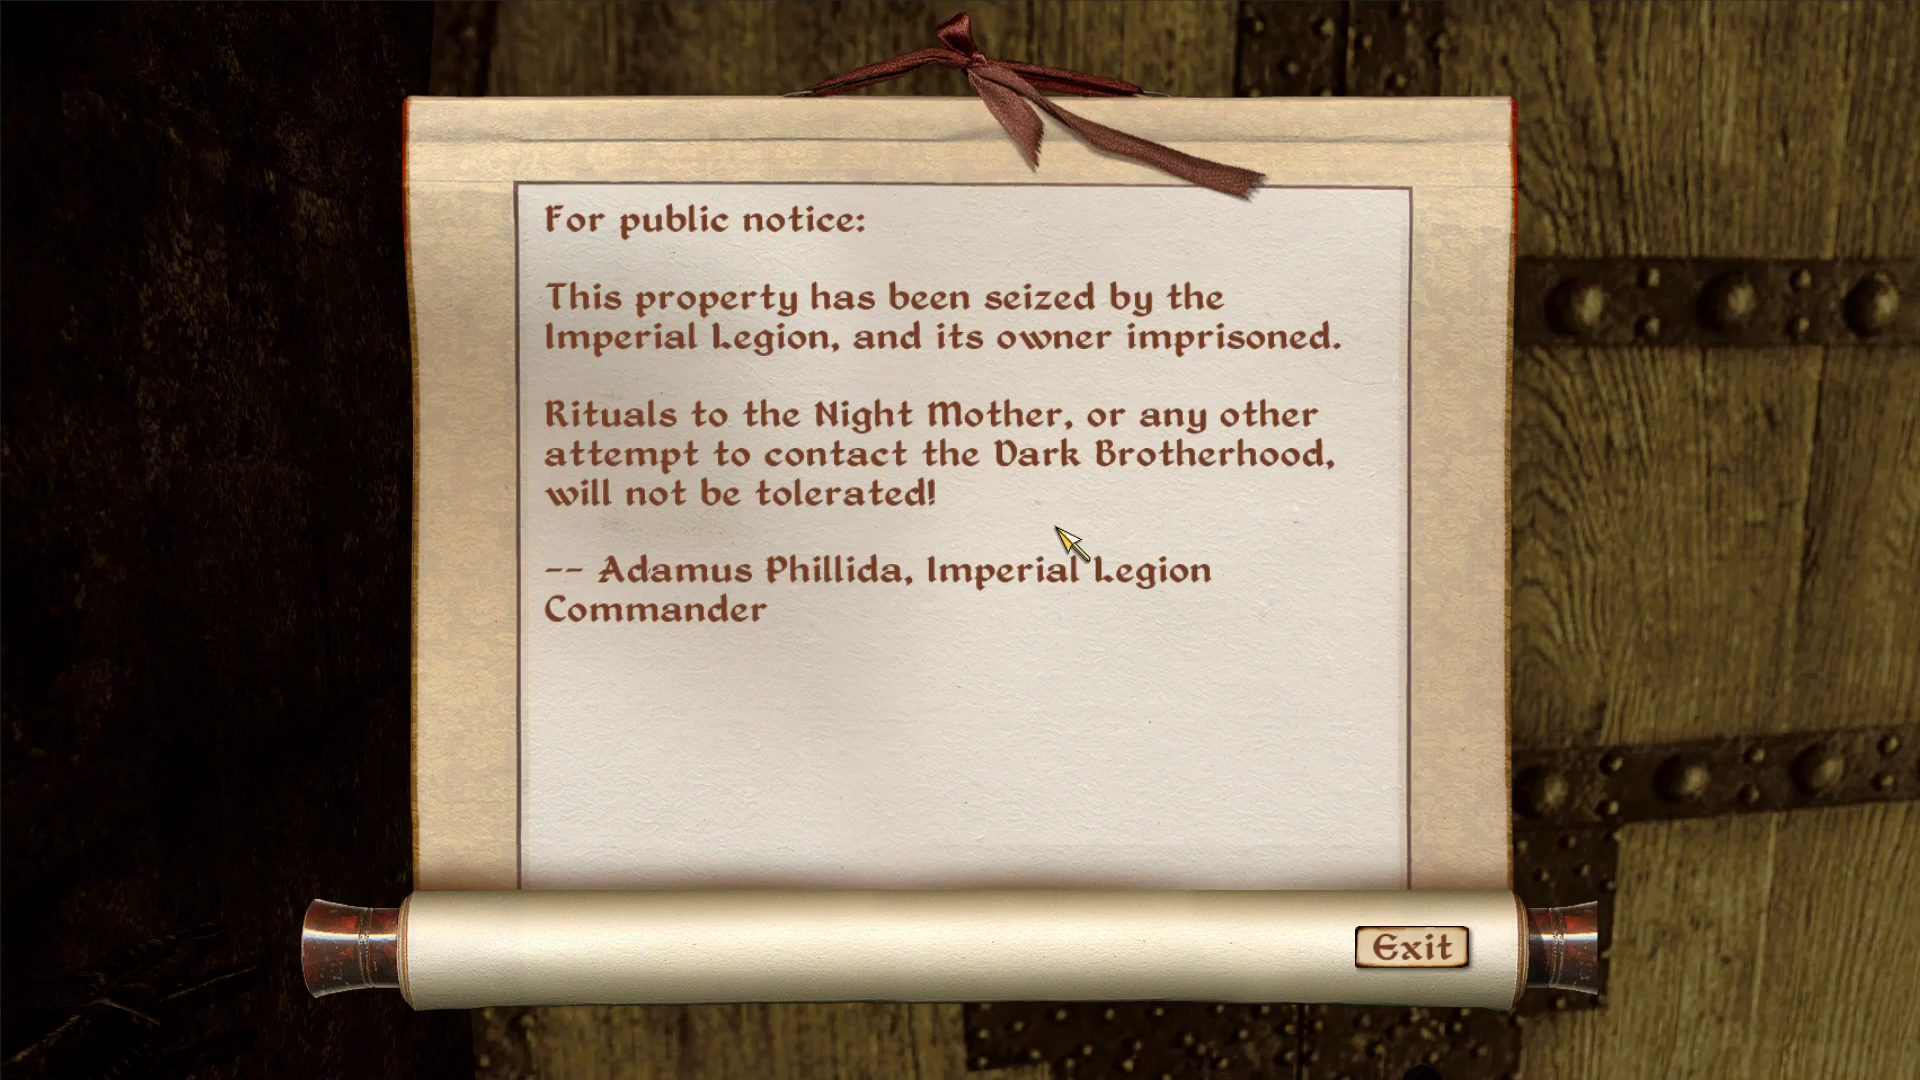 For public notice:
This property has been seized by the
Imperial Legion, and its owner imprisoned.
Rituals to the Night Mother, or any other
attempt to contact the Dark Brotherhood,
will not be tolerated!
-- Adamus Phillida, Imperial Legion
Commander
Exit